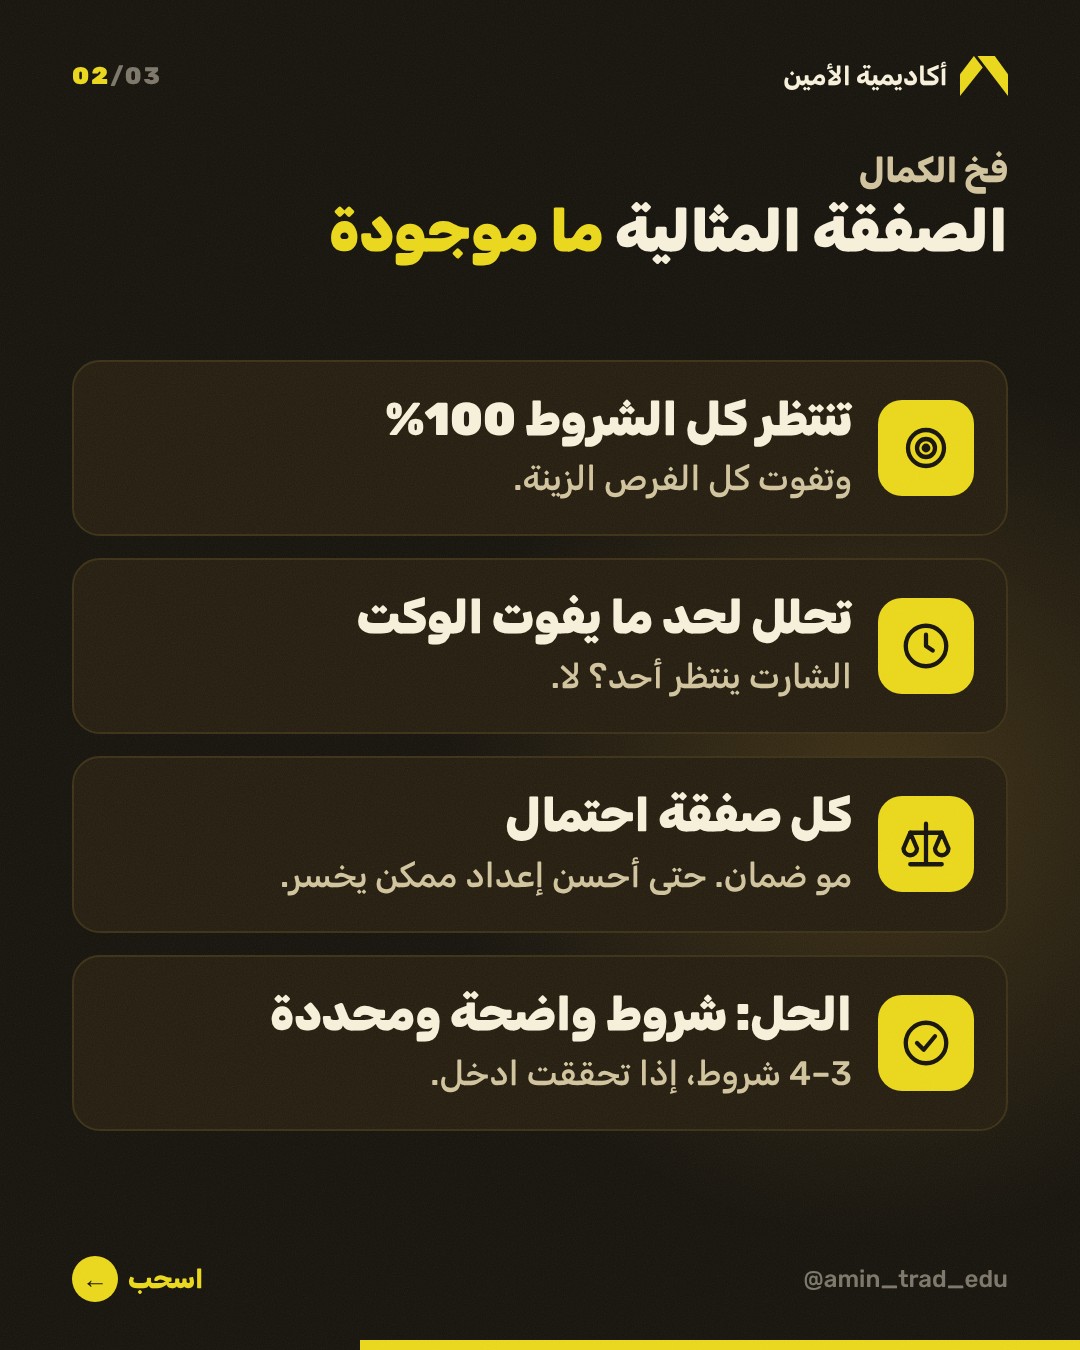 أكاديمية الأمين
02/03
فخ الكمال
الصفقة المثالية ما موجودة
تنتظر كل الشروط 100%
وتفوت كل الفرص الزينة.
تحلل لحد ما يفوت الوكت
الشارت ينتظر أحد؟ لا.
كل صفقة احتمال
مو ضمان. حتى أحسن إعداد ممكن يخسر.
الحل: شروط واضحة ومحددة
3–4 شروط، إذا تحققت ادخل.
@amin_trad_edu
اسحب ←